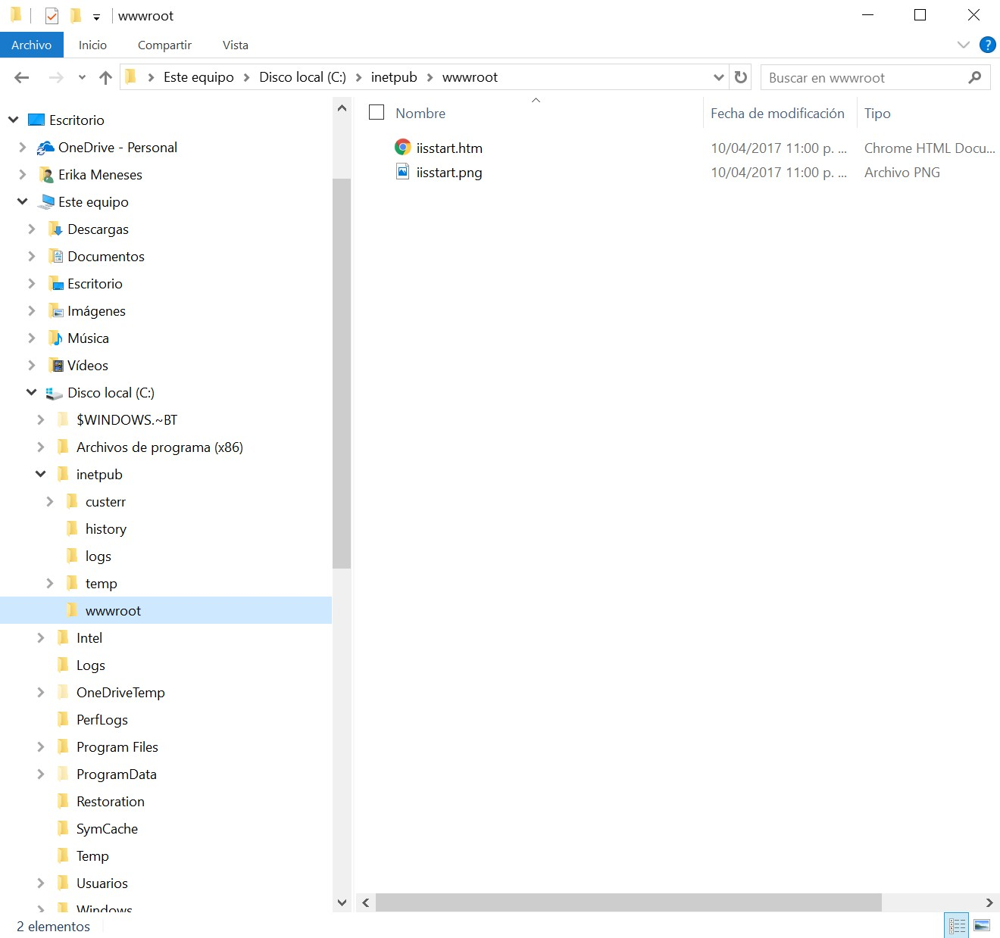 wwwroot
Archivo Inicio Compartir Vista
Este equipo Disco local (C:) inetpub wwwroot
Buscar en wwwroot
Escritorio
OneDrive - Personal
Erika Meneses
Este equipo
Descargas
Documentos
Escritorio
Imágenes
Música
Vídeos
Disco local (C:)
$WINDOWS.~BT
Archivos de programa (x86)
inetpub
custerr
history
logs
temp
wwwroot
Intel
Logs
OneDriveTemp
PerfLogs
Program Files
ProgramData
Restoration
SymCache
Temp
Usuarios
Windows
Nombre Fecha de modificación Tipo
iisstart.htm 10/04/2017 11:00 p. ... Chrome HTML Docu...
iisstart.png 10/04/2017 11:00 p. ... Archivo PNG
2 elementos